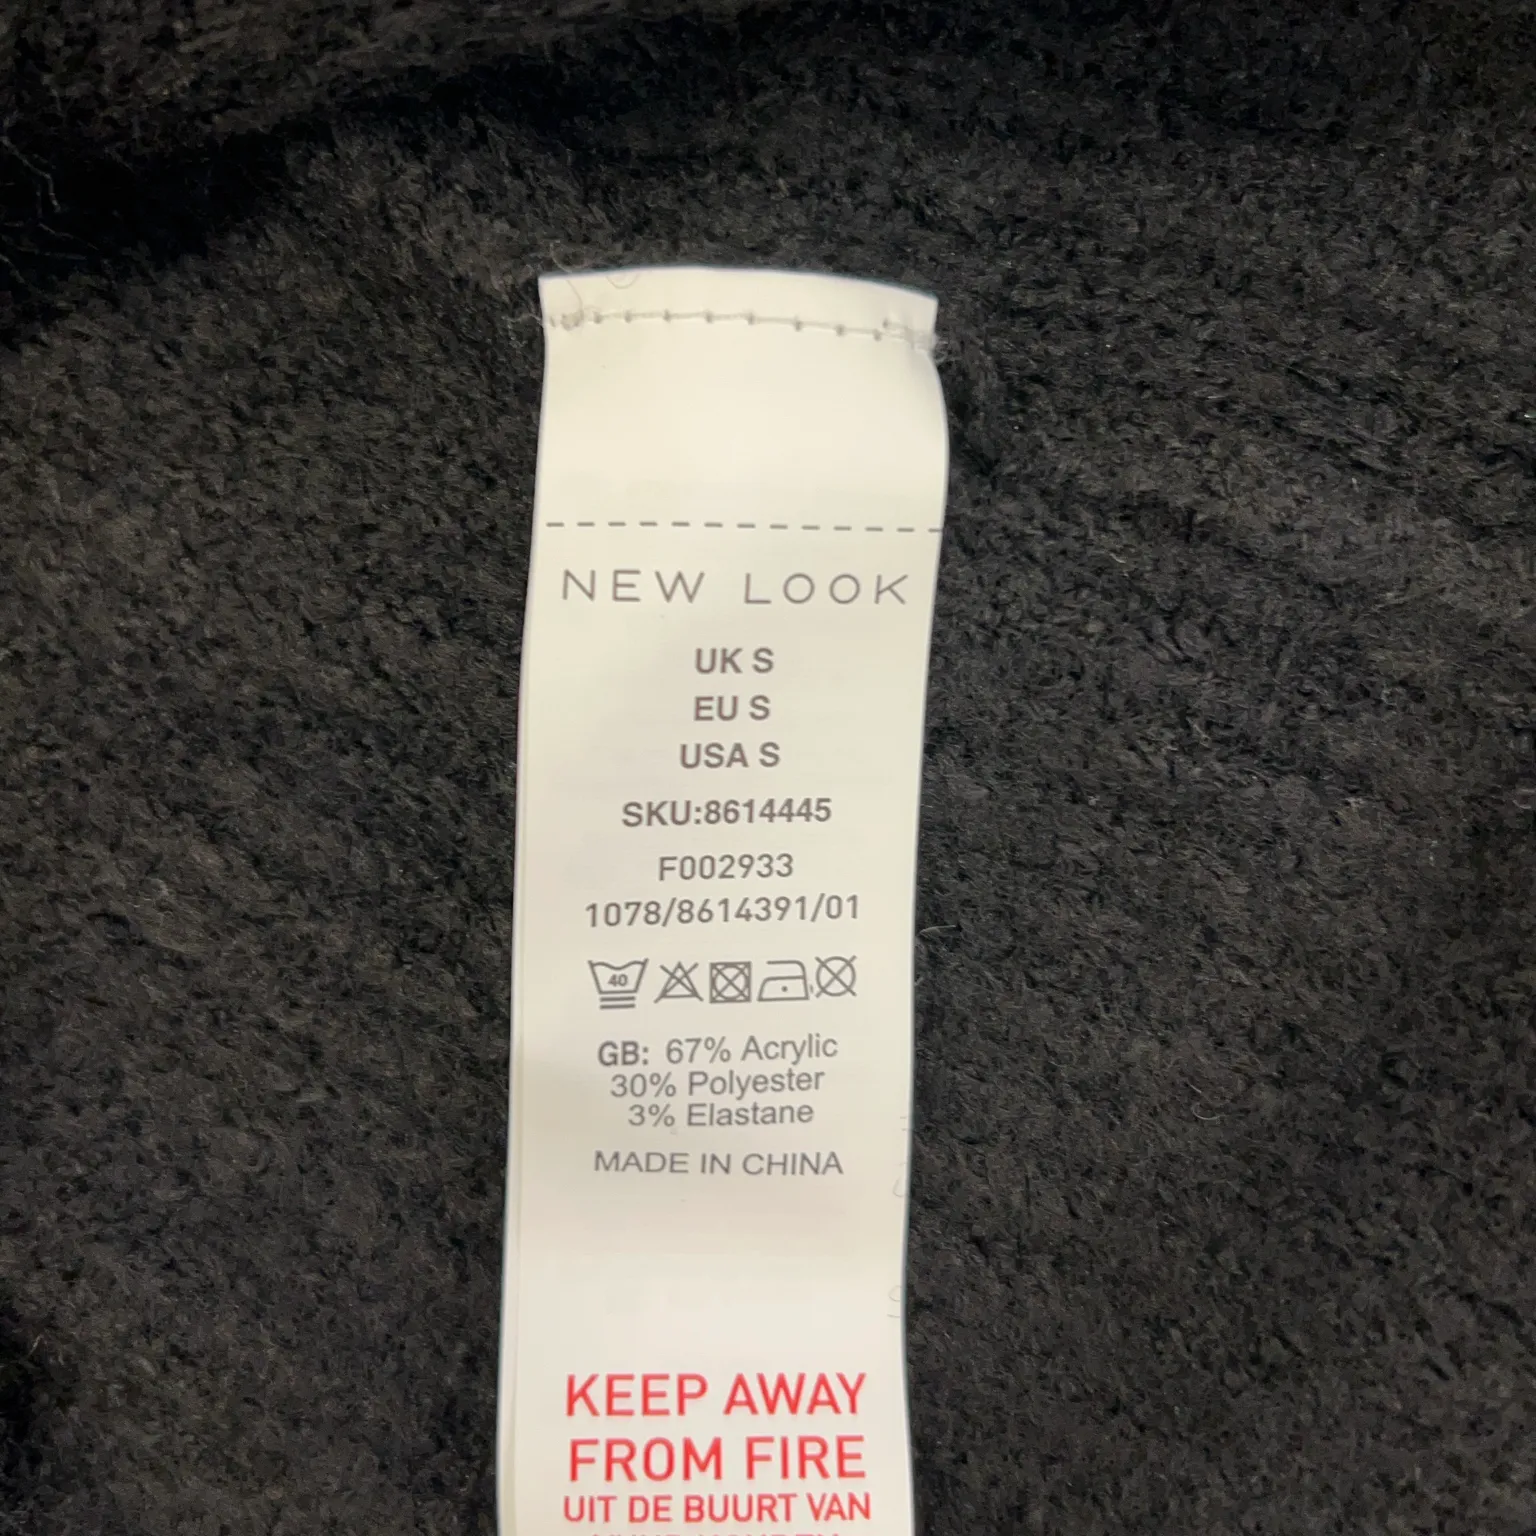 NEW LOOK
UK S
EU S
USA S
SKU:8614445
F002933
1078/8614391/01
40
GB: 67% Acrylic
30% Polyester
3% Elastane
MADE IN CHINA
KEEP AWAY
FROM FIRE
UIT DE BUURT VAN